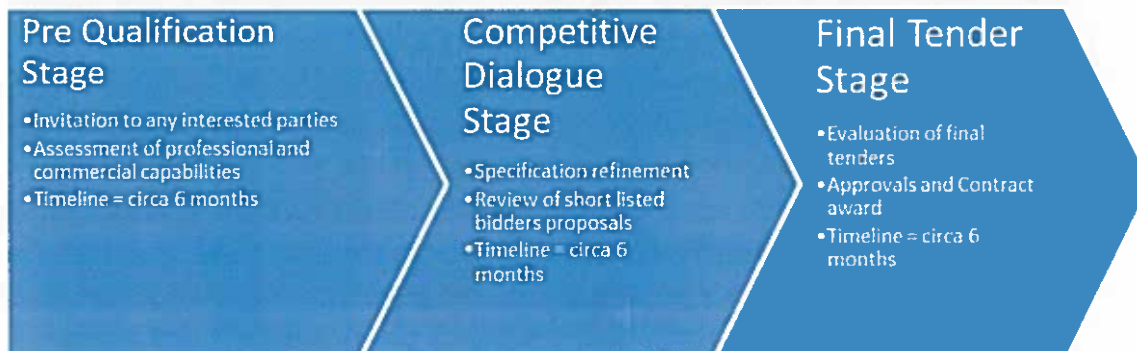 Pre Qualification
Stage
•Invitation to any interested parties
•Assessment of professional and
commercial capabilities
•Timeline = circa 6 months
Competitive
Dialogue
Stage
•Specification refinement
•Review of short listed
bidders proposals
•Timeline = circa 6
months
Final Tender
Stage
•Evaluation of final
tenders
•Approvals and Contract
award
•Timeline = circa 6
months